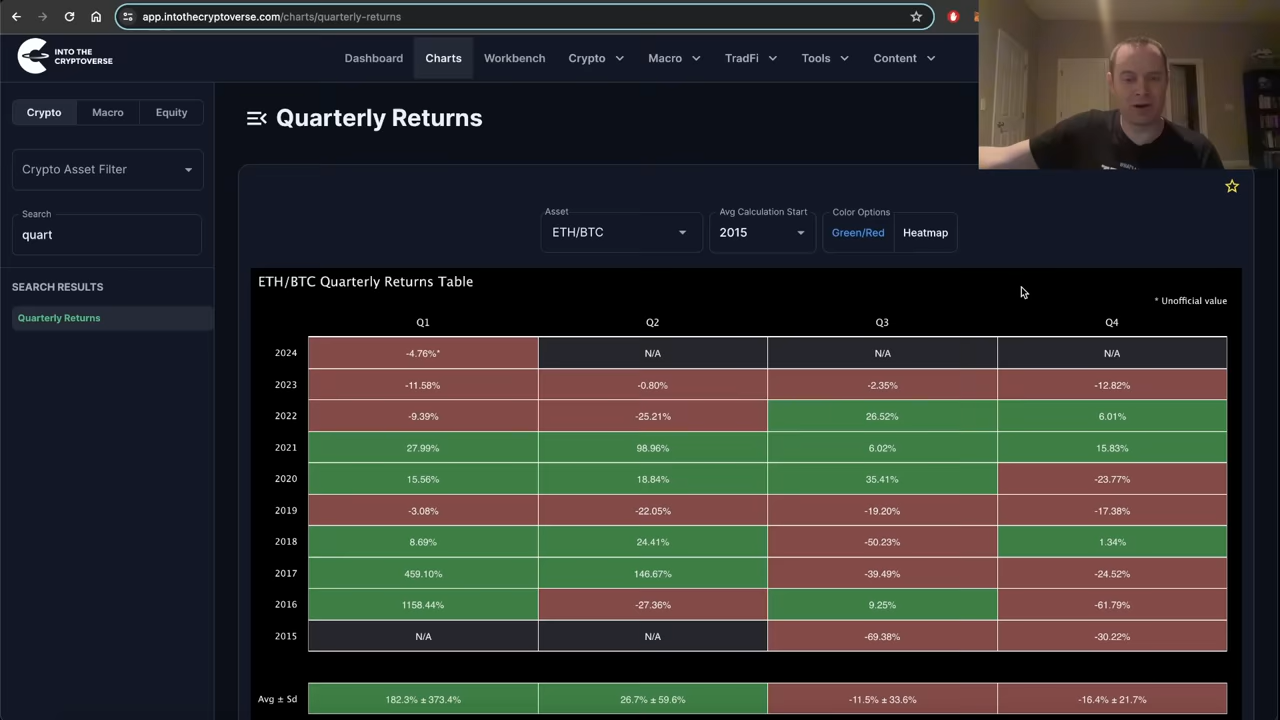 app.intothecryptoverse.com/charts/quarterly-returns
INTO THE
CRYPTOVERSE
Dashboard Charts Workbench Crypto Macro TradFi Tools Content
Crypto Macro Equity
Quarterly Returns
Crypto Asset Filter
Search
quart
SEARCH RESULTS
Quarterly Returns
Asset Avg Calculation Start Color Options
ETH/BTC 2015 Green/Red Heatmap
ETH/BTC Quarterly Returns Table
* Unofficial value
Q1 Q2 Q3 Q4
2024 -4.76%* N/A N/A N/A
2023 -11.58% -0.80% -2.35% -12.82%
2022 -9.39% -25.21% 26.52% 6.01%
2021 27.99% 98.96% 6.02% 15.83%
2020 15.56% 18.84% 35.41% -23.77%
2019 -3.08% -22.05% -19.20% -17.38%
2018 8.69% 24.41% -50.23% 1.34%
2017 459.10% 146.67% -39.49% -24.52%
2016 1158.44% -27.36% 9.25% -61.79%
2015 N/A N/A -69.38% -30.22%
Avg ± Sd 182.3% ± 373.4% 26.7% ± 59.6% -11.5% ± 33.6% -16.4% ± 21.7%